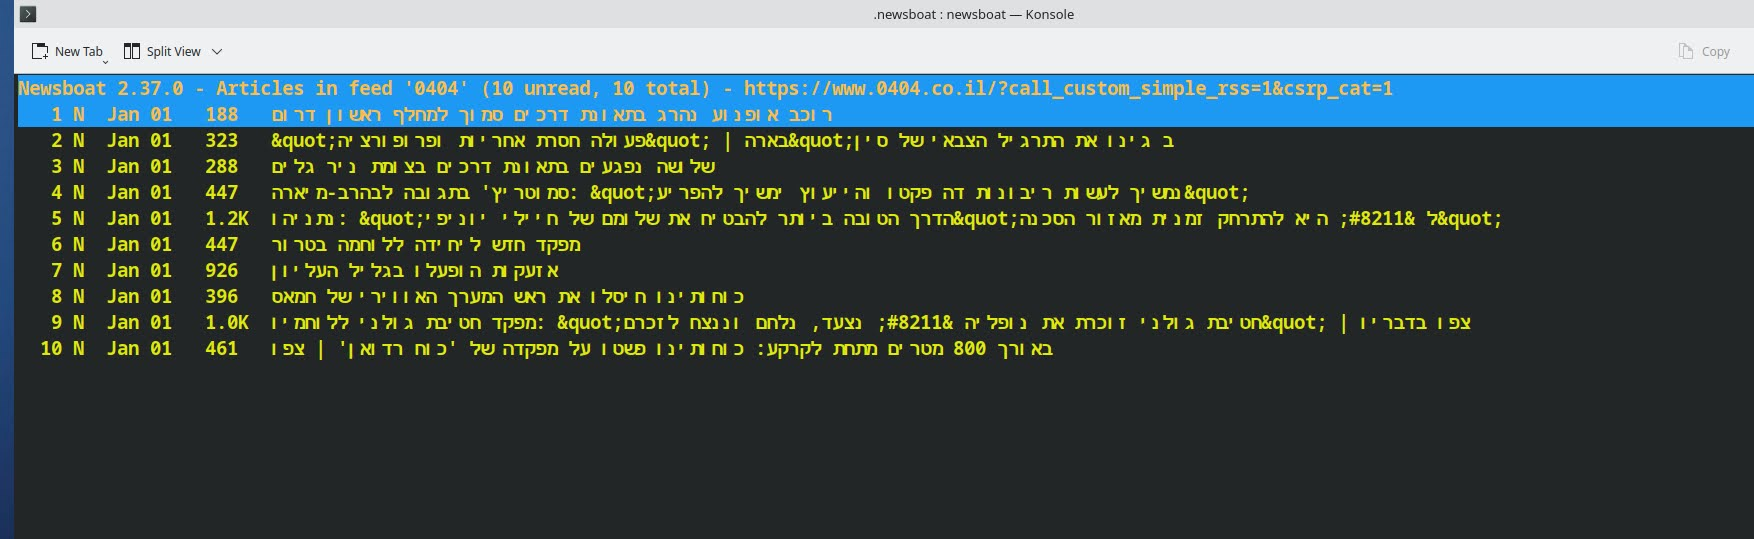 .newsboat : newsboat — Konsole
New Tab Split View Copy
Newsboat 2.37.0 - Articles in feed '0404' (10 unread, 10 total) - https://www.0404.co.il/?call_custom_simple_rss=1&csrp_cat=1
1 N Jan 01 188 רוכב אופנוע נהרג בתאונת דרכים סמוך למחלף ראשון דרום
2 N Jan 01 323 &quot;פעולה חסרת אחריות ופרופורציה&quot; | בארה&quot;ב גינו את התרגיל הצבאי של סין
3 N Jan 01 288 שלושה נפגעים בתאונת דרכים בצומת ניר גלים
4 N Jan 01 447 סמוטריץ' בתגובה לבהרב-מיארה: &quot;נמשיך לעשות ריבונות דה פקטו והייעוץ ימשיך להפריע&quot;
5 N Jan 01 1.2K נתניהו: &quot;הדרך הטובה ביותר להבטיח את שלומם של חיילי יוניפי&quot;ל &#8211; היא להתרחק זמנית מאזור הסכנה&quot;
6 N Jan 01 447 מפקד חדש ליחידה ללוחמה בטרור
7 N Jan 01 926 אזעקות הופעלו בגליל העליון
8 N Jan 01 396 כוחותינו חיסלו את ראש המערך האווירי של חמאס
9 N Jan 01 1.0K מפקד חטיבת גולני ללוחמיו: &quot;נצעד, נלחם וננצח לזכרם&quot; | חטיבת גולני זוכרת את נופליה &#8211; צפו בדבריו
10 N Jan 01 461 באורך 800 מטרים מתחת לקרקע: כוחותינו פשטו על מפקדה של 'כוח רדואן' | צפו